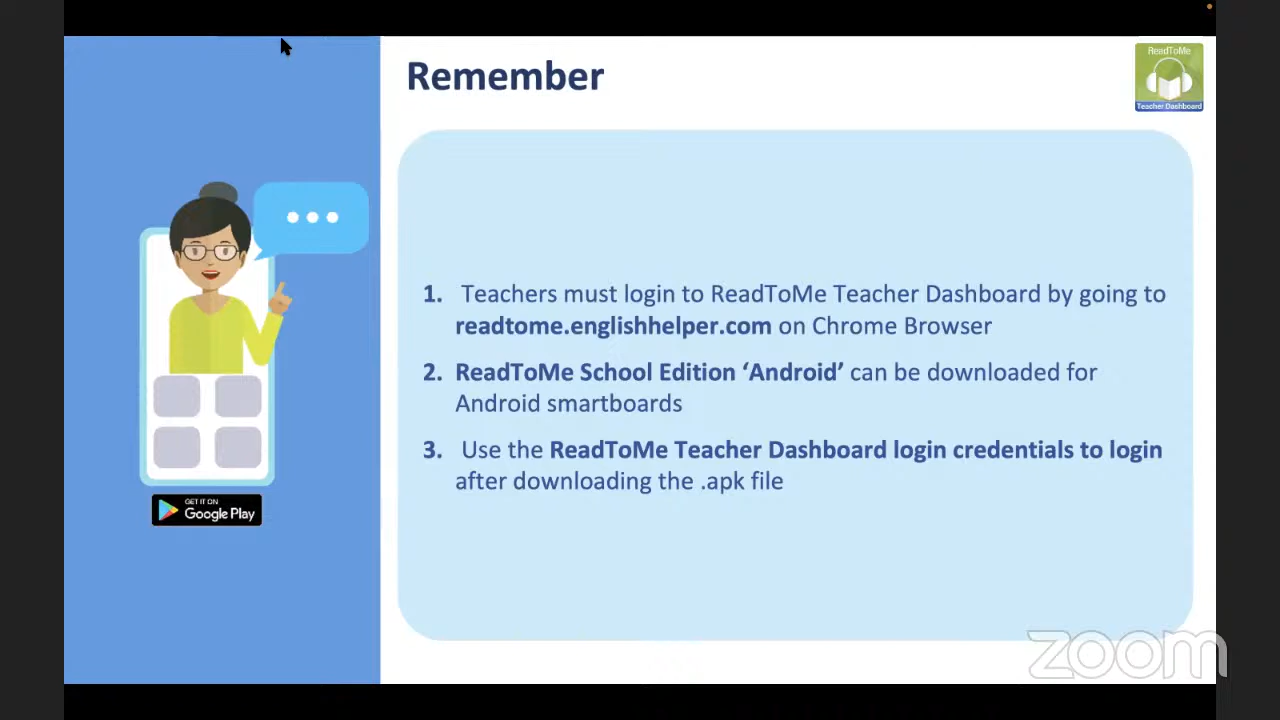 Remember
ReadToMe
Teacher Dashboard
1. Teachers must login to ReadToMe Teacher Dashboard by going to
readtome.englishhelper.com on Chrome Browser
2. ReadToMe School Edition ‘Android’ can be downloaded for
Android smartboards
3. Use the ReadToMe Teacher Dashboard login credentials to login
after downloading the .apk file
GET IT ON
Google Play
zoom